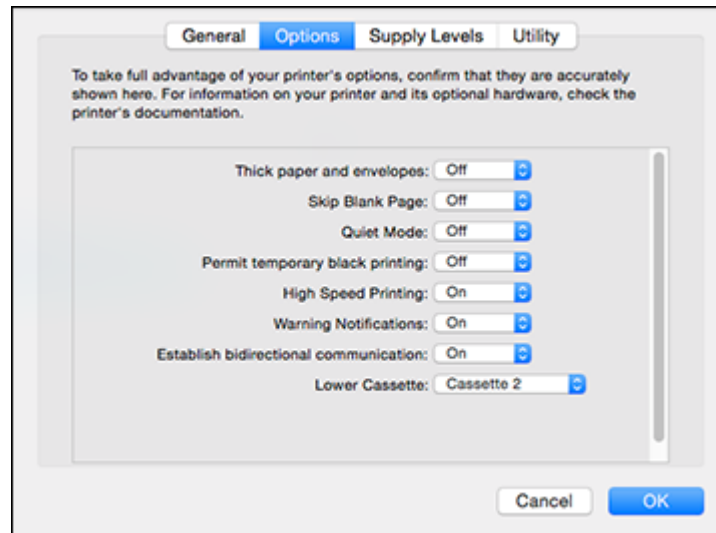 General Options Supply Levels Utility
To take full advantage of your printer's options, confirm that they are accurately
shown here. For information on your printer and its optional hardware, check the
printer's documentation.
Thick paper and envelopes: Off
Skip Blank Page: Off
Quiet Mode: Off
Permit temporary black printing: Off
High Speed Printing: On
Warning Notifications: On
Establish bidirectional communication: On
Lower Cassette: Cassette 2
Cancel OK